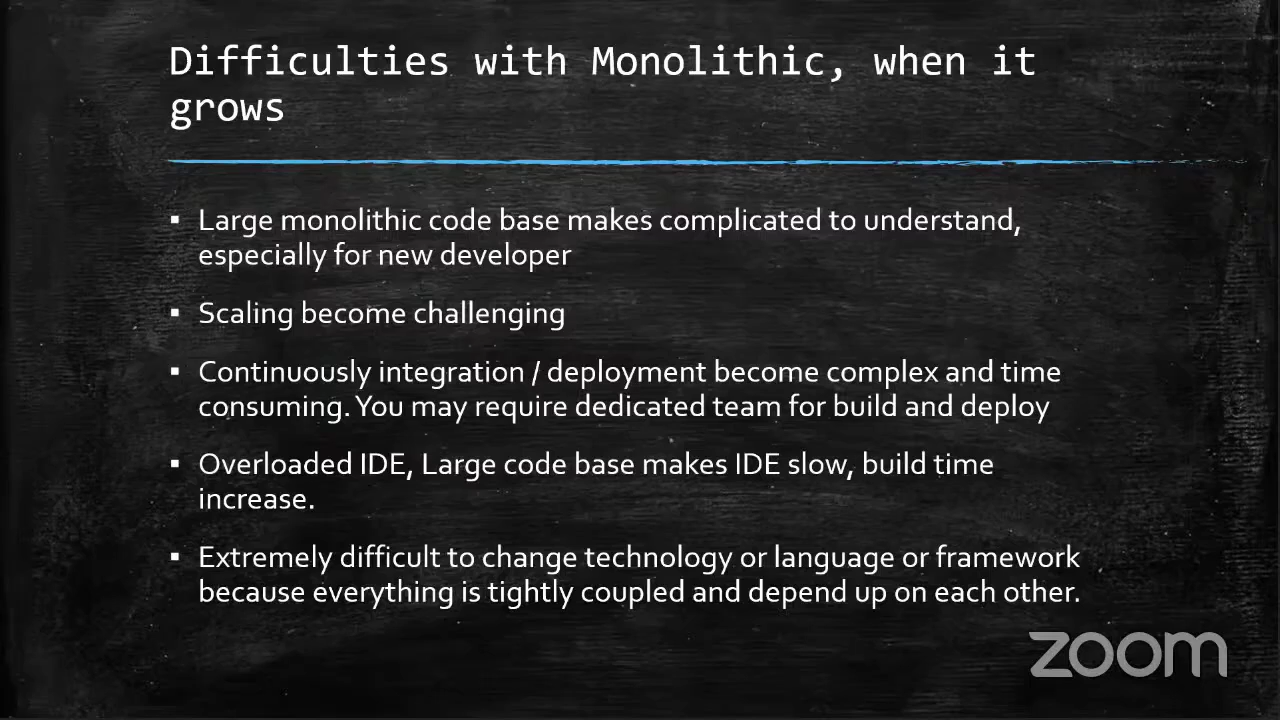 Difficulties with Monolithic, when it
grows
▪ Large monolithic code base makes complicated to understand,
especially for new developer
▪ Scaling become challenging
▪ Continuously integration / deployment become complex and time
consuming. You may require dedicated team for build and deploy
▪ Overloaded IDE, Large code base makes IDE slow, build time
increase.
▪ Extremely difficult to change technology or language or framework
because everything is tightly coupled and depend up on each other.
zoom